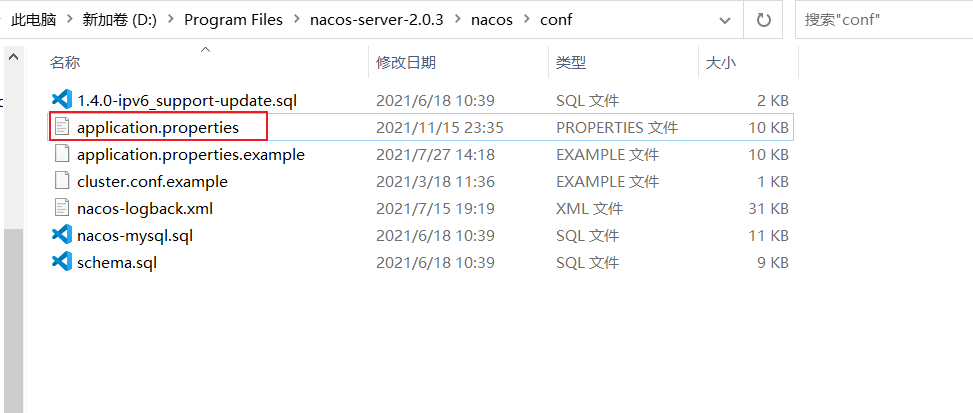 此电脑 › 新加卷 (D:) › Program Files › nacos-server-2.0.3 › nacos › conf 搜索"conf"
名称 修改日期 类型 大小
1.4.0-ipv6_support-update.sql 2021/6/18 10:39 SQL 文件 2 KB
application.properties 2021/11/15 23:35 PROPERTIES 文件 10 KB
application.properties.example 2021/7/27 14:18 EXAMPLE 文件 10 KB
cluster.conf.example 2021/3/18 11:36 EXAMPLE 文件 1 KB
nacos-logback.xml 2021/7/15 19:19 XML 文件 31 KB
nacos-mysql.sql 2021/6/18 10:39 SQL 文件 11 KB
schema.sql 2021/6/18 10:39 SQL 文件 9 KB